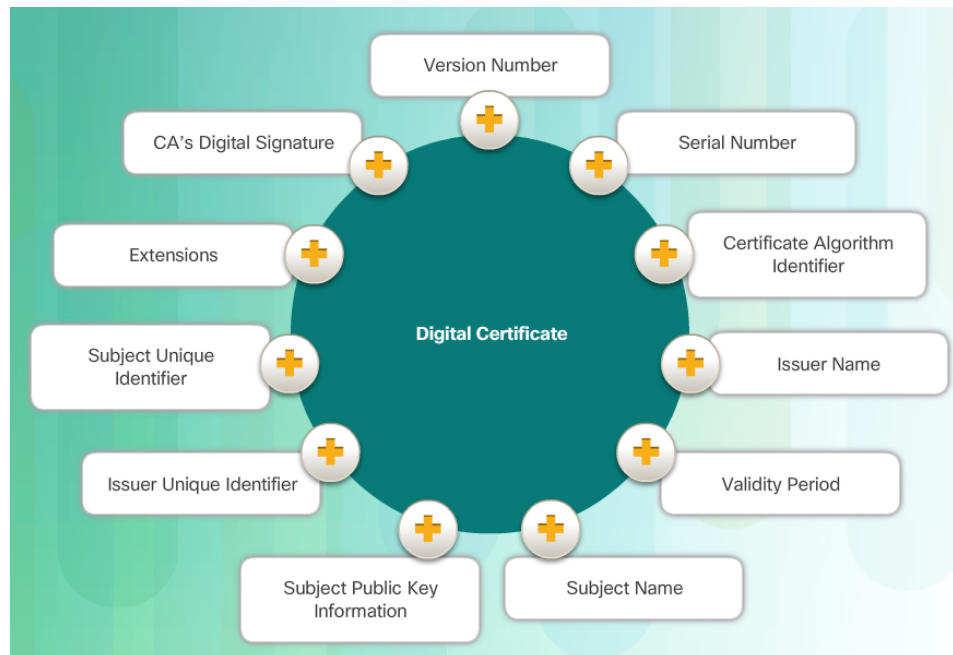 Version Number
CA's Digital Signature
Serial Number
Extensions
Certificate Algorithm
Identifier
Digital Certificate
Subject Unique
Identifier
Issuer Name
Issuer Unique Identifier
Validity Period
Subject Public Key
Information
Subject Name